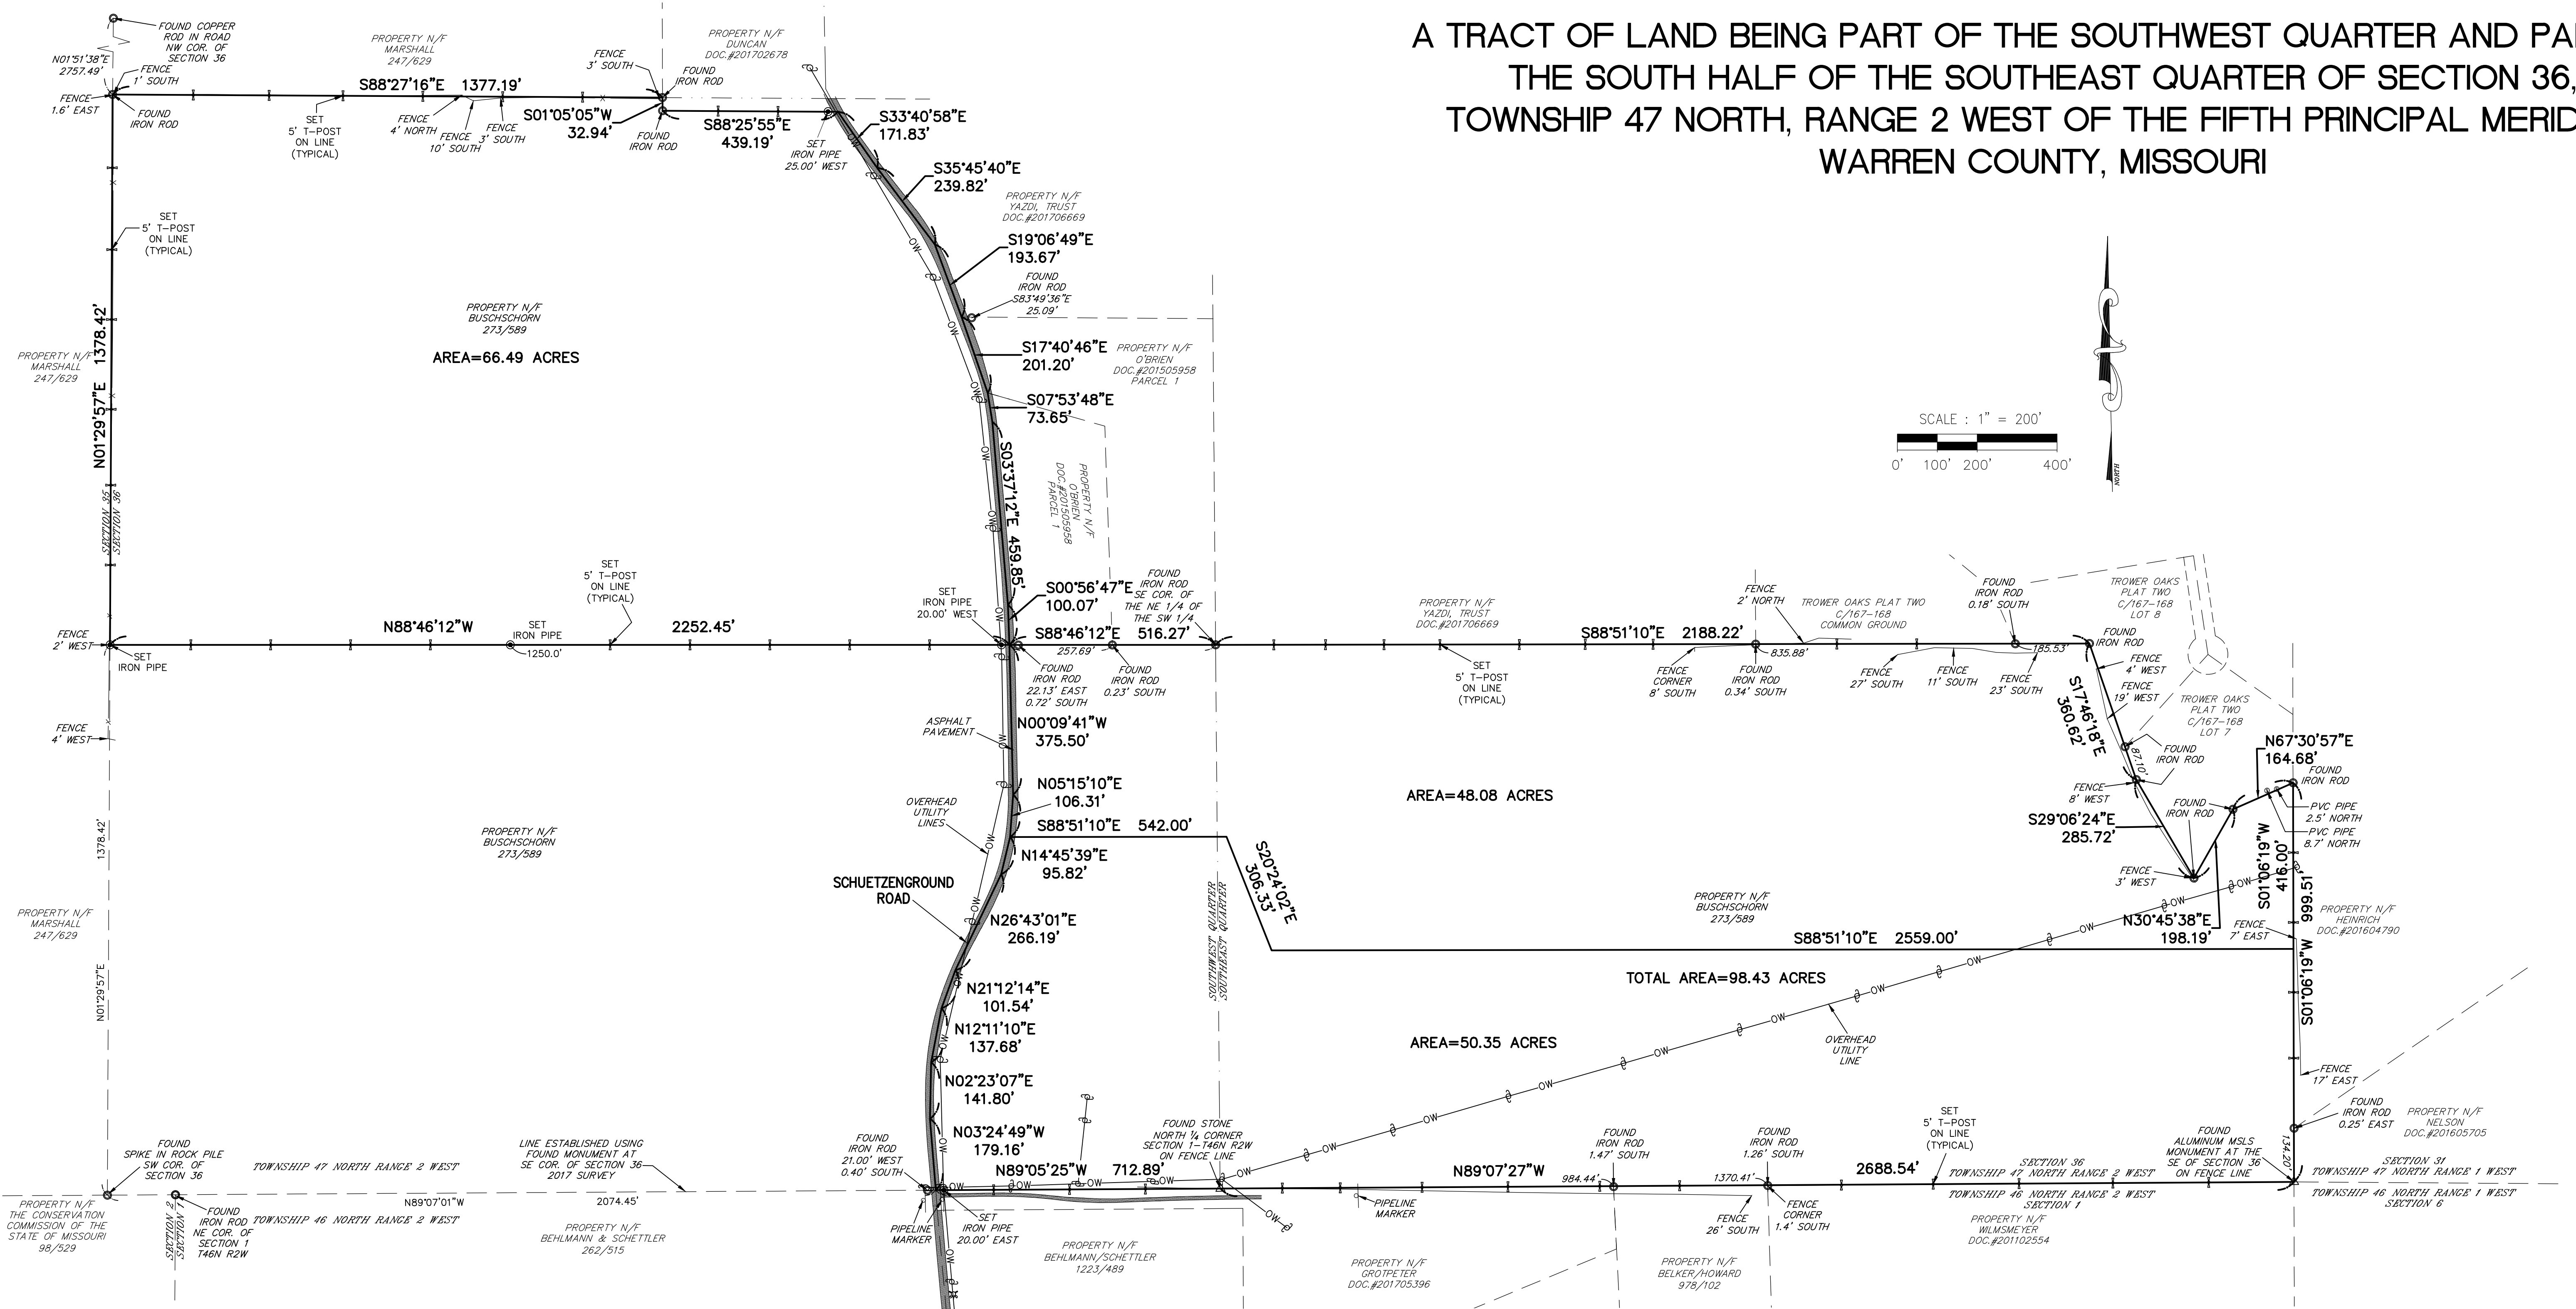 A TRACT OF LAND BEING PART OF THE SOUTHWEST QUARTER AND
THE SOUTH HALF OF THE SOUTHEAST QUARTER OF SECTION 36,
TOWNSHIP 47 NORTH, RANGE 2 WEST OF THE FIFTH PRINCIPAL
WARREN COUNTY, MISSOURI
FOUND COPPER
ROD IN ROAD
NW COR. OF
SECTION 36
N01°51'38"E
2757.49'
FENCE
1' SOUTH
FENCE
1.6' EAST
FOUND
IRON ROD
PROPERTY N/F
MARSHALL
247/629
S88°27'16"E 1377.19'
SET
5' T-POST
ON LINE
(TYPICAL)
FENCE
4' NORTH
FENCE
10' SOUTH
FENCE
3' SOUTH
FENCE
3' SOUTH
FOUND
IRON ROD
S01°05'05"W
32.94'
FOUND
IRON ROD
PROPERTY N/F
DUNCAN
DOC.#201702678
S88°25'55"E
439.19'
SET
IRON PIPE
25.00' WEST
S33°40'58"E
171.83'
S35°45'40"E
239.82'
PROPERTY N/F
YAZDI, TRUST
DOC.#201706669
S19°06'49"E
193.67'
FOUND
IRON ROD
S83°49'36"E
25.09'
S17°40'46"E
201.20'
PROPERTY N/F
O'BRIEN
DOC.#201505958
PARCEL 1
S07°53'48"E
73.65'
S03°37'12"E 459.85'
PROPERTY N/F
O'BRIEN
DOC.#201505958
PARCEL 1
SET
5' T-POST
ON LINE
(TYPICAL)
PROPERTY N/F
MARSHALL
247/629
N01°29'57"E 1378.42'
SECTION 35
SECTION 36
PROPERTY N/F
BUSCHSCHORN
273/589
AREA=66.49 ACRES
SCALE : 1" = 200'
0' 100' 200' 400'
NORTH
S00°56'47"E
100.07'
FOUND
IRON ROD
SE COR. OF
THE NE 1/4 OF
THE SW 1/4
SET
IRON PIPE
20.00' WEST
SET
5' T-POST
ON LINE
(TYPICAL)
FENCE
2' WEST
SET
IRON PIPE
N88°46'12"W 2252.45'
SET
IRON PIPE
1250.0'
S88°46'12"E 516.27'
257.69'
FOUND
IRON ROD
22.13' EAST
0.72' SOUTH
FOUND
IRON ROD
0.23' SOUTH
PROPERTY N/F
YAZDI, TRUST
DOC.#201706669
S88°51'10"E 2188.22'
SET
5' T-POST
ON LINE
(TYPICAL)
FENCE
CORNER
8' SOUTH
FENCE
2' NORTH
835.88'
FOUND
IRON ROD
0.34' SOUTH
TROWER OAKS PLAT TWO
C/167-168
COMMON GROUND
FENCE
27' SOUTH
FENCE
11' SOUTH
FENCE
23' SOUTH
FOUND
IRON ROD
0.18' SOUTH
185.53'
TROWER OAKS
PLAT TWO
C/167-168
LOT 8
FOUND
IRON ROD
FENCE
4' WEST
FENCE
19' WEST
S17°46'18"E
360.62'
87.10'
FOUND
IRON ROD
TROWER OAKS
PLAT TWO
C/167-168
LOT 7
FENCE
8' WEST
S29°06'24"E
285.72'
FENCE
3' WEST
FOUND
IRON ROD
N67°30'57"E
164.68'
FOUND
IRON ROD
PVC PIPE
2.5' NORTH
PVC PIPE
8.7' NORTH
N30°45'38"E
198.19'
S01°06'19"W
416.00'
S01°06'19"W 999.51'
FENCE
7' EAST
PROPERTY N/F
HEINRICH
DOC.#201604790
FENCE
4' WEST
1378.42'
N01°29'57"E
PROPERTY N/F
MARSHALL
247/629
PROPERTY N/F
BUSCHSCHORN
273/589
ASPHALT
PAVEMENT
N00°09'41"W
375.50'
N05°15'10"E
106.31'
OVERHEAD
UTILITY
LINES
S88°51'10"E 542.00'
N14°45'39"E
95.82'
SCHUETZENGROUND
ROAD
N26°43'01"E
266.19'
S20°24'02"E
306.33'
SOUTHWEST QUARTER
SOUTHEAST QUARTER
AREA=48.08 ACRES
PROPERTY N/F
BUSCHSCHORN
273/589
S88°51'10"E 2559.00'
TOTAL AREA=98.43 ACRES
AREA=50.35 ACRES
OVERHEAD
UTILITY
LINE
N21°12'14"E
101.54'
N12°11'10"E
137.68'
N02°23'07"E
141.80'
N03°24'49"W
179.16'
FENCE
17' EAST
FOUND
IRON ROD
0.25' EAST
PROPERTY N/F
NELSON
DOC.#201605705
134.20'
FOUND
SPIKE IN ROCK PILE
SW COR. OF
SECTION 36
TOWNSHIP 47 NORTH RANGE 2 WEST
LINE ESTABLISHED USING
FOUND MONUMENT AT
SE COR. OF SECTION 36
2017 SURVEY
FOUND
IRON ROD
21.00' WEST
0.40' SOUTH
N89°05'25"W 712.89'
FOUND STONE
NORTH 1/4 CORNER
SECTION 1-T46N R2W
ON FENCE LINE
N89°07'27"W 2688.54'
FOUND
IRON ROD
1.47' SOUTH
984.44'
FOUND
IRON ROD
1.26' SOUTH
1370.41'
SET
5' T-POST
ON LINE
(TYPICAL)
FOUND
ALUMINUM MSLS
MONUMENT AT THE
SE OF SECTION 36
ON FENCE LINE
SECTION 36
TOWNSHIP 47 NORTH RANGE 2 WEST
TOWNSHIP 46 NORTH RANGE 2 WEST
SECTION 1
SECTION 31
TOWNSHIP 47 NORTH RANGE 1 WEST
TOWNSHIP 46 NORTH RANGE 1 WEST
SECTION 6
PROPERTY N/F
THE CONSERVATION
COMMISSION OF THE
STATE OF MISSOURI
98/529
SECTION 2
SECTION 1
FOUND
IRON ROD
NE COR. OF
SECTION 1
T46N R2W
TOWNSHIP 46 NORTH RANGE 2 WEST
N89°07'01"W 2074.45'
PROPERTY N/F
BEHLMANN & SCHETTLER
262/515
PIPELINE
MARKER
SET
IRON PIPE
20.00' EAST
PROPERTY N/F
BEHLMANN/SCHETTLER
1223/489
PIPELINE
MARKER
PROPERTY N/F
GROTPETER
DOC.#201705396
FENCE
26' SOUTH
FENCE
CORNER
1.4' SOUTH
PROPERTY N/F
BELKER/HOWARD
978/102
PROPERTY N/F
WILMSMEYER
DOC.#201102554